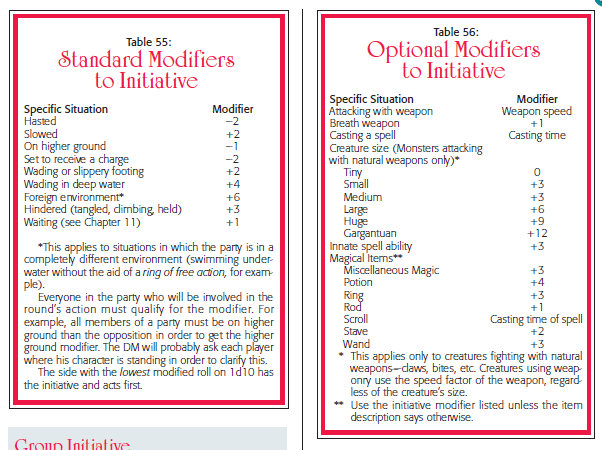 Table 55:
Standard Modifiers
to Initiative
Specific Situation Modifier
Hasted –2
Slowed +2
On higher ground –1
Set to receive a charge –2
Wading or slippery footing +2
Wading in deep water +4
Foreign environment* +6
Hindered (tangled, climbing, held) +3
Waiting (see Chapter 11) +1
*This applies to situations in which the party is in a
completely different environment (swimming under-
water without the aid of a ring of free action, for exam-
ple).
Everyone in the party who will be involved in the
round's action must qualify for the modifier. For
example, all members of a party must be on higher
ground than the opposition in order to get the higher
ground modifier. The DM will probably ask each player
where his character is standing in order to clarify this.
The side with the lowest modified roll on 1d10 has
the initiative and acts first.
Group Initiative
Table 56:
Optional Modifiers
to Initiative
Specific Situation Modifier
Attacking with weapon Weapon speed
Breath weapon +1
Casting a spell Casting time
Creature size (Monsters attacking
with natural weapons only)*
Tiny 0
Small +3
Medium +3
Large +6
Huge +9
Gargantuan +12
Innate spell ability +3
Magical Items**
Miscellaneous Magic +3
Potion +4
Ring +3
Rod +1
Scroll Casting time of spell
Stave +2
Wand +3
* This applies only to creatures fighting with natural
weapons—claws, bites, etc. Creatures using weap-
onry use the speed factor of the weapon, regard-
less of the creature's size.
** Use the initiative modifier listed unless the item
description says otherwise.